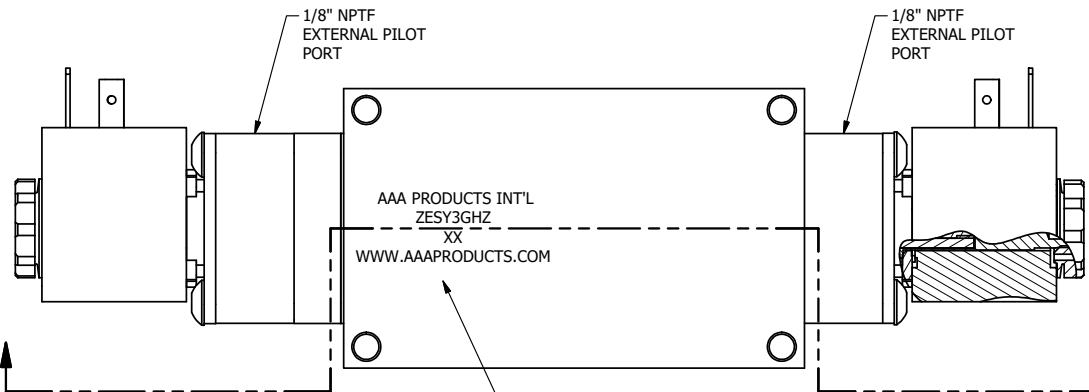 1/8" NPTF
EXTERNAL PILOT
PORT
1/8" NPTF
EXTERNAL PILOT
PORT
AAA PRODUCTS INT'L
ZESY3GHZ
XX
WWW.AAAPRODUCTS.COM